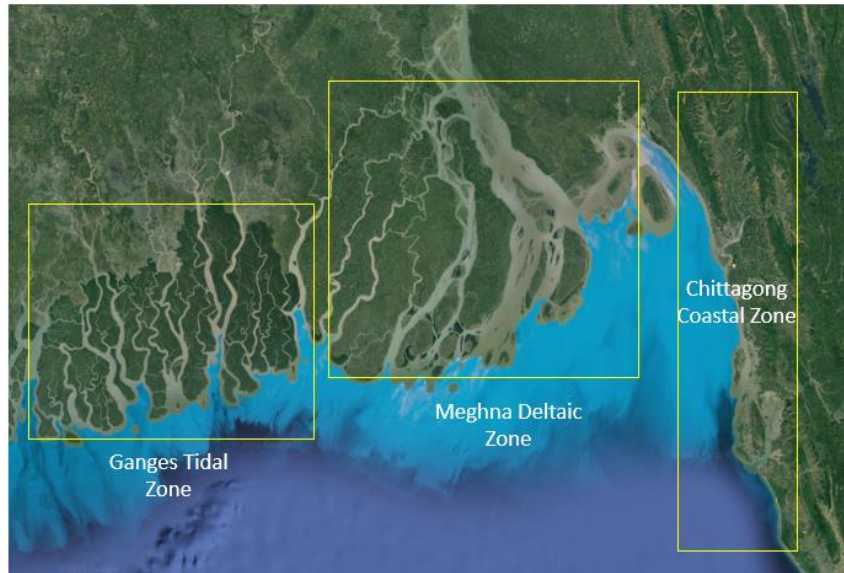 Ganges Tidal
Zone
Meghna Deltaic
Zone
Chittagong
Coastal Zone